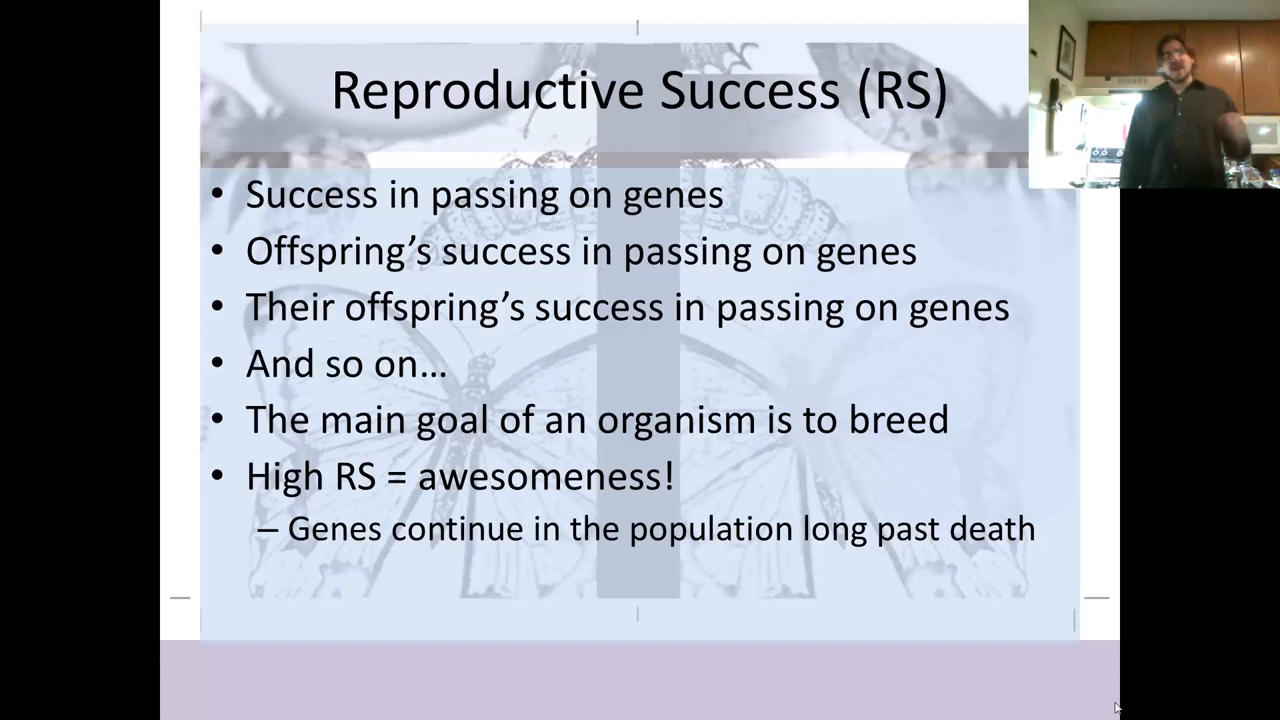 Reproductive Success (RS)
• Success in passing on genes
• Offspring’s success in passing on genes
• Their offspring’s success in passing on genes
• And so on…
• The main goal of an organism is to breed
• High RS = awesomeness!
– Genes continue in the population long past death